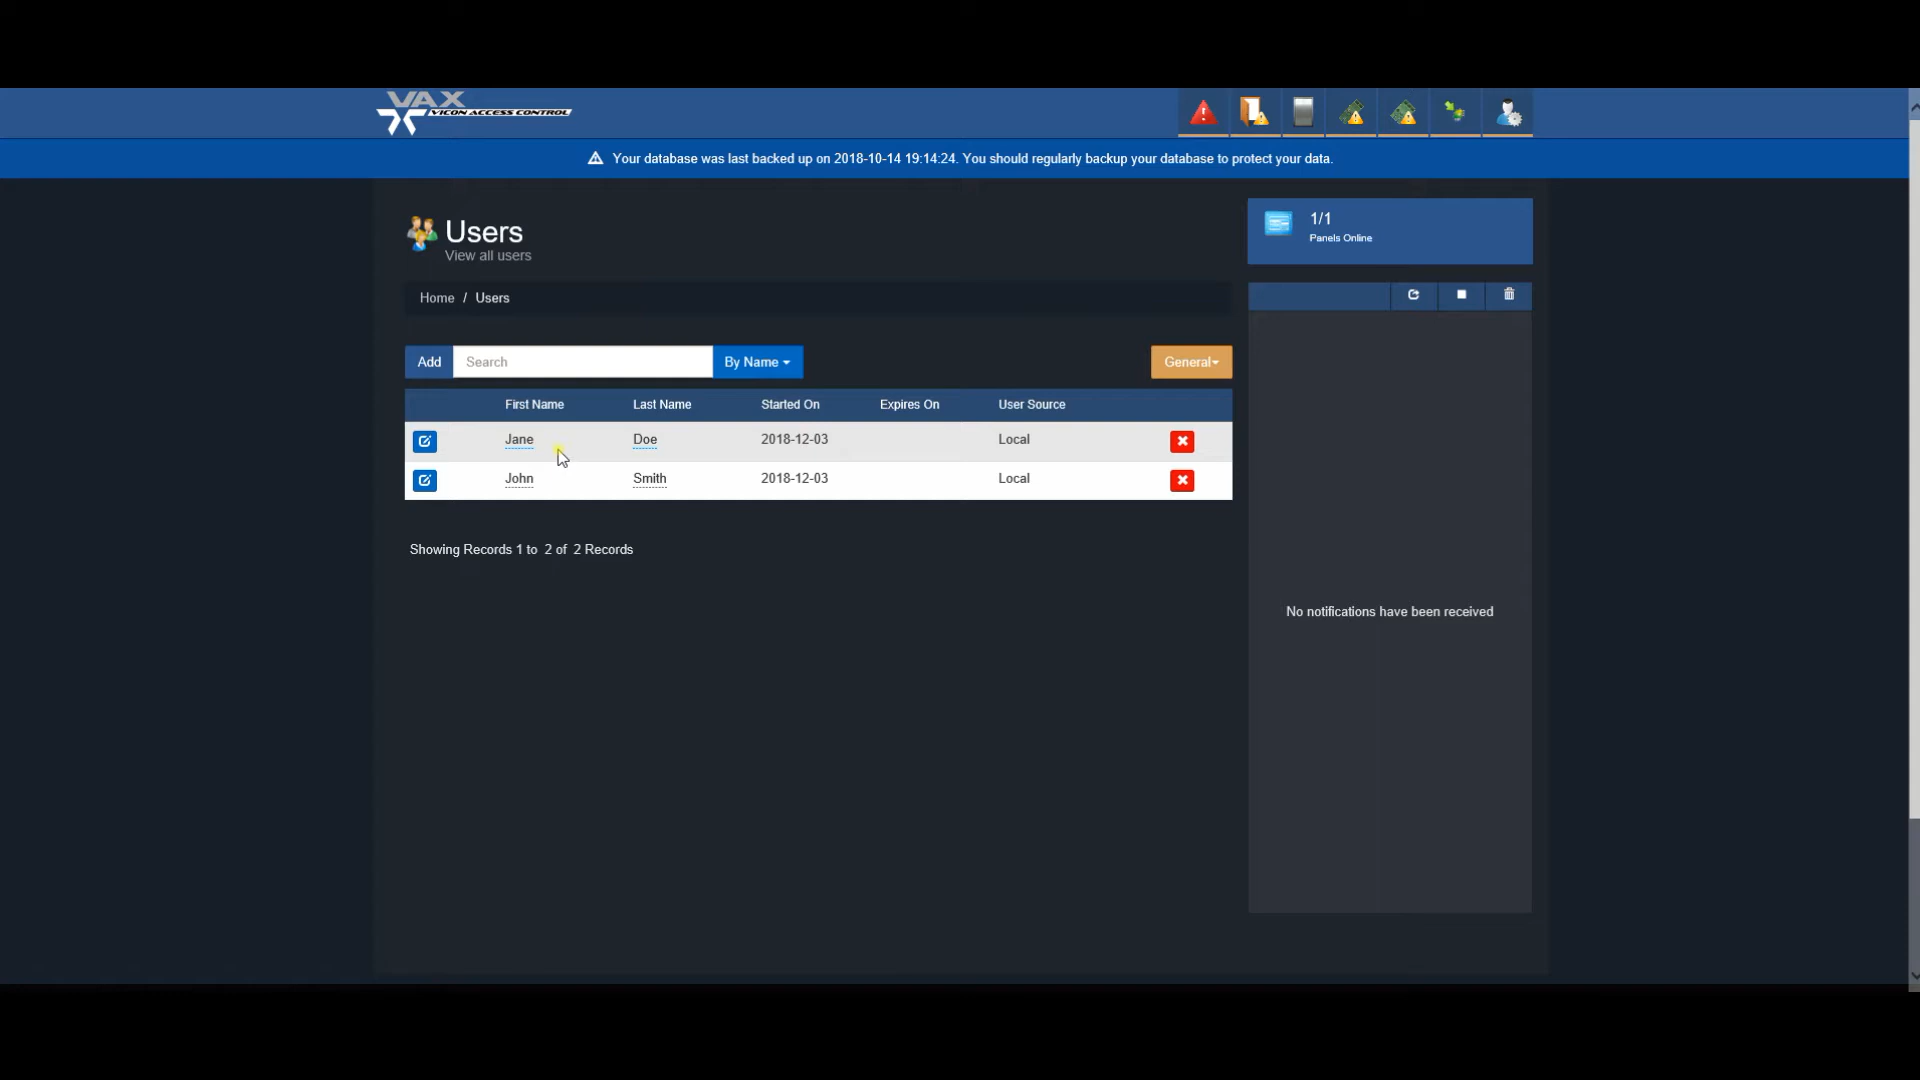 VAX
VICON ACCESS CONTROL
Your database was last backed up on 2018-10-14 19:14:24. You should regularly backup your database to protect your data.
Users
View all users
1/1
Panels Online
Home / Users
Add Search By Name General
First Name Last Name Started On Expires On User Source
Jane Doe 2018-12-03 Local
John Smith 2018-12-03 Local
Showing Records 1 to 2 of 2 Records
No notifications have been received